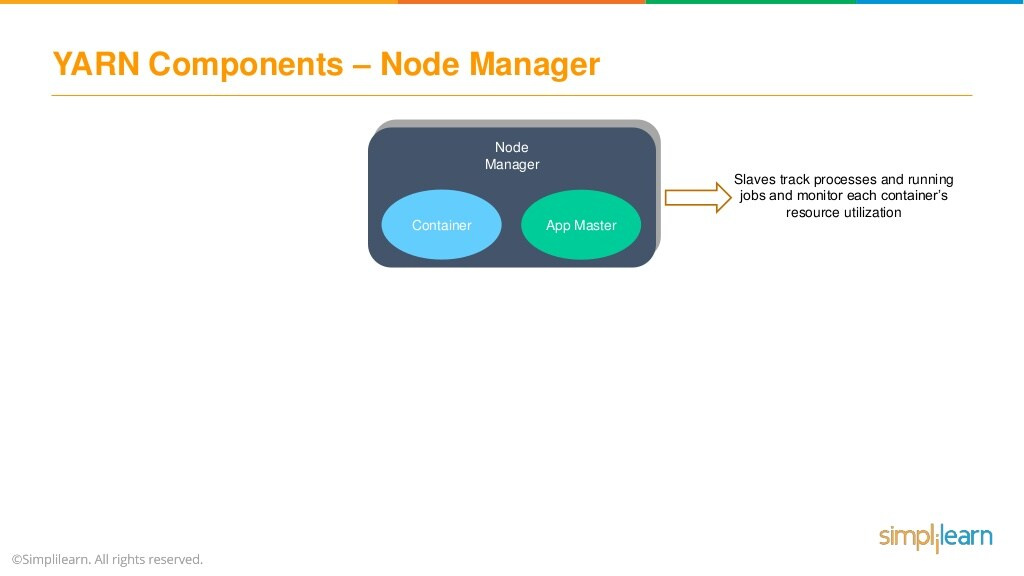 YARN Components – Node Manager
Node
Manager
Container
App Master
Slaves track processes and running
jobs and monitor each container’s
resource utilization
©Simplilearn. All rights reserved.
simplilearn